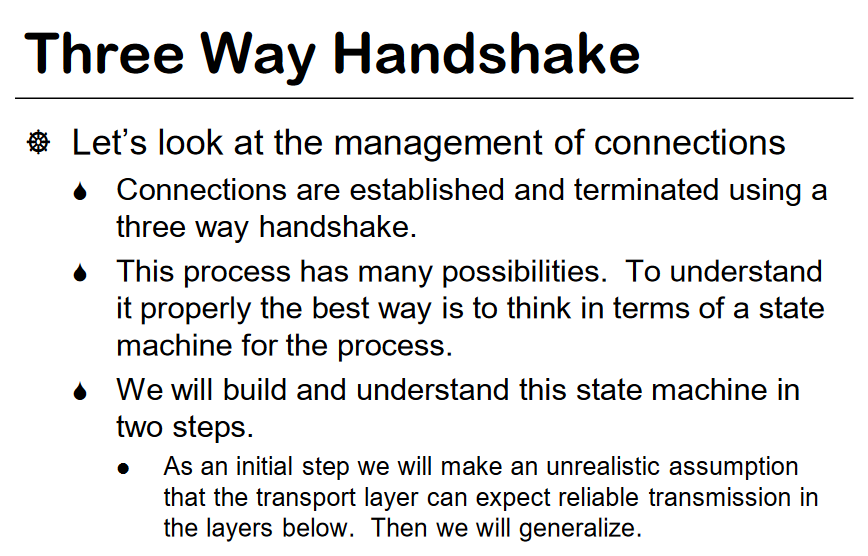 Three Way Handshake
Let's look at the management of connections
Connections are established and terminated using a
three way handshake.
This process has many possibilities.  To understand
it properly the best way is to think in terms of a state
machine for the process.
We will build and understand this state machine in
two steps.
As an initial step we will make an unrealistic assumption
that the transport layer can expect reliable transmission in
the layers below.  Then we will generalize.